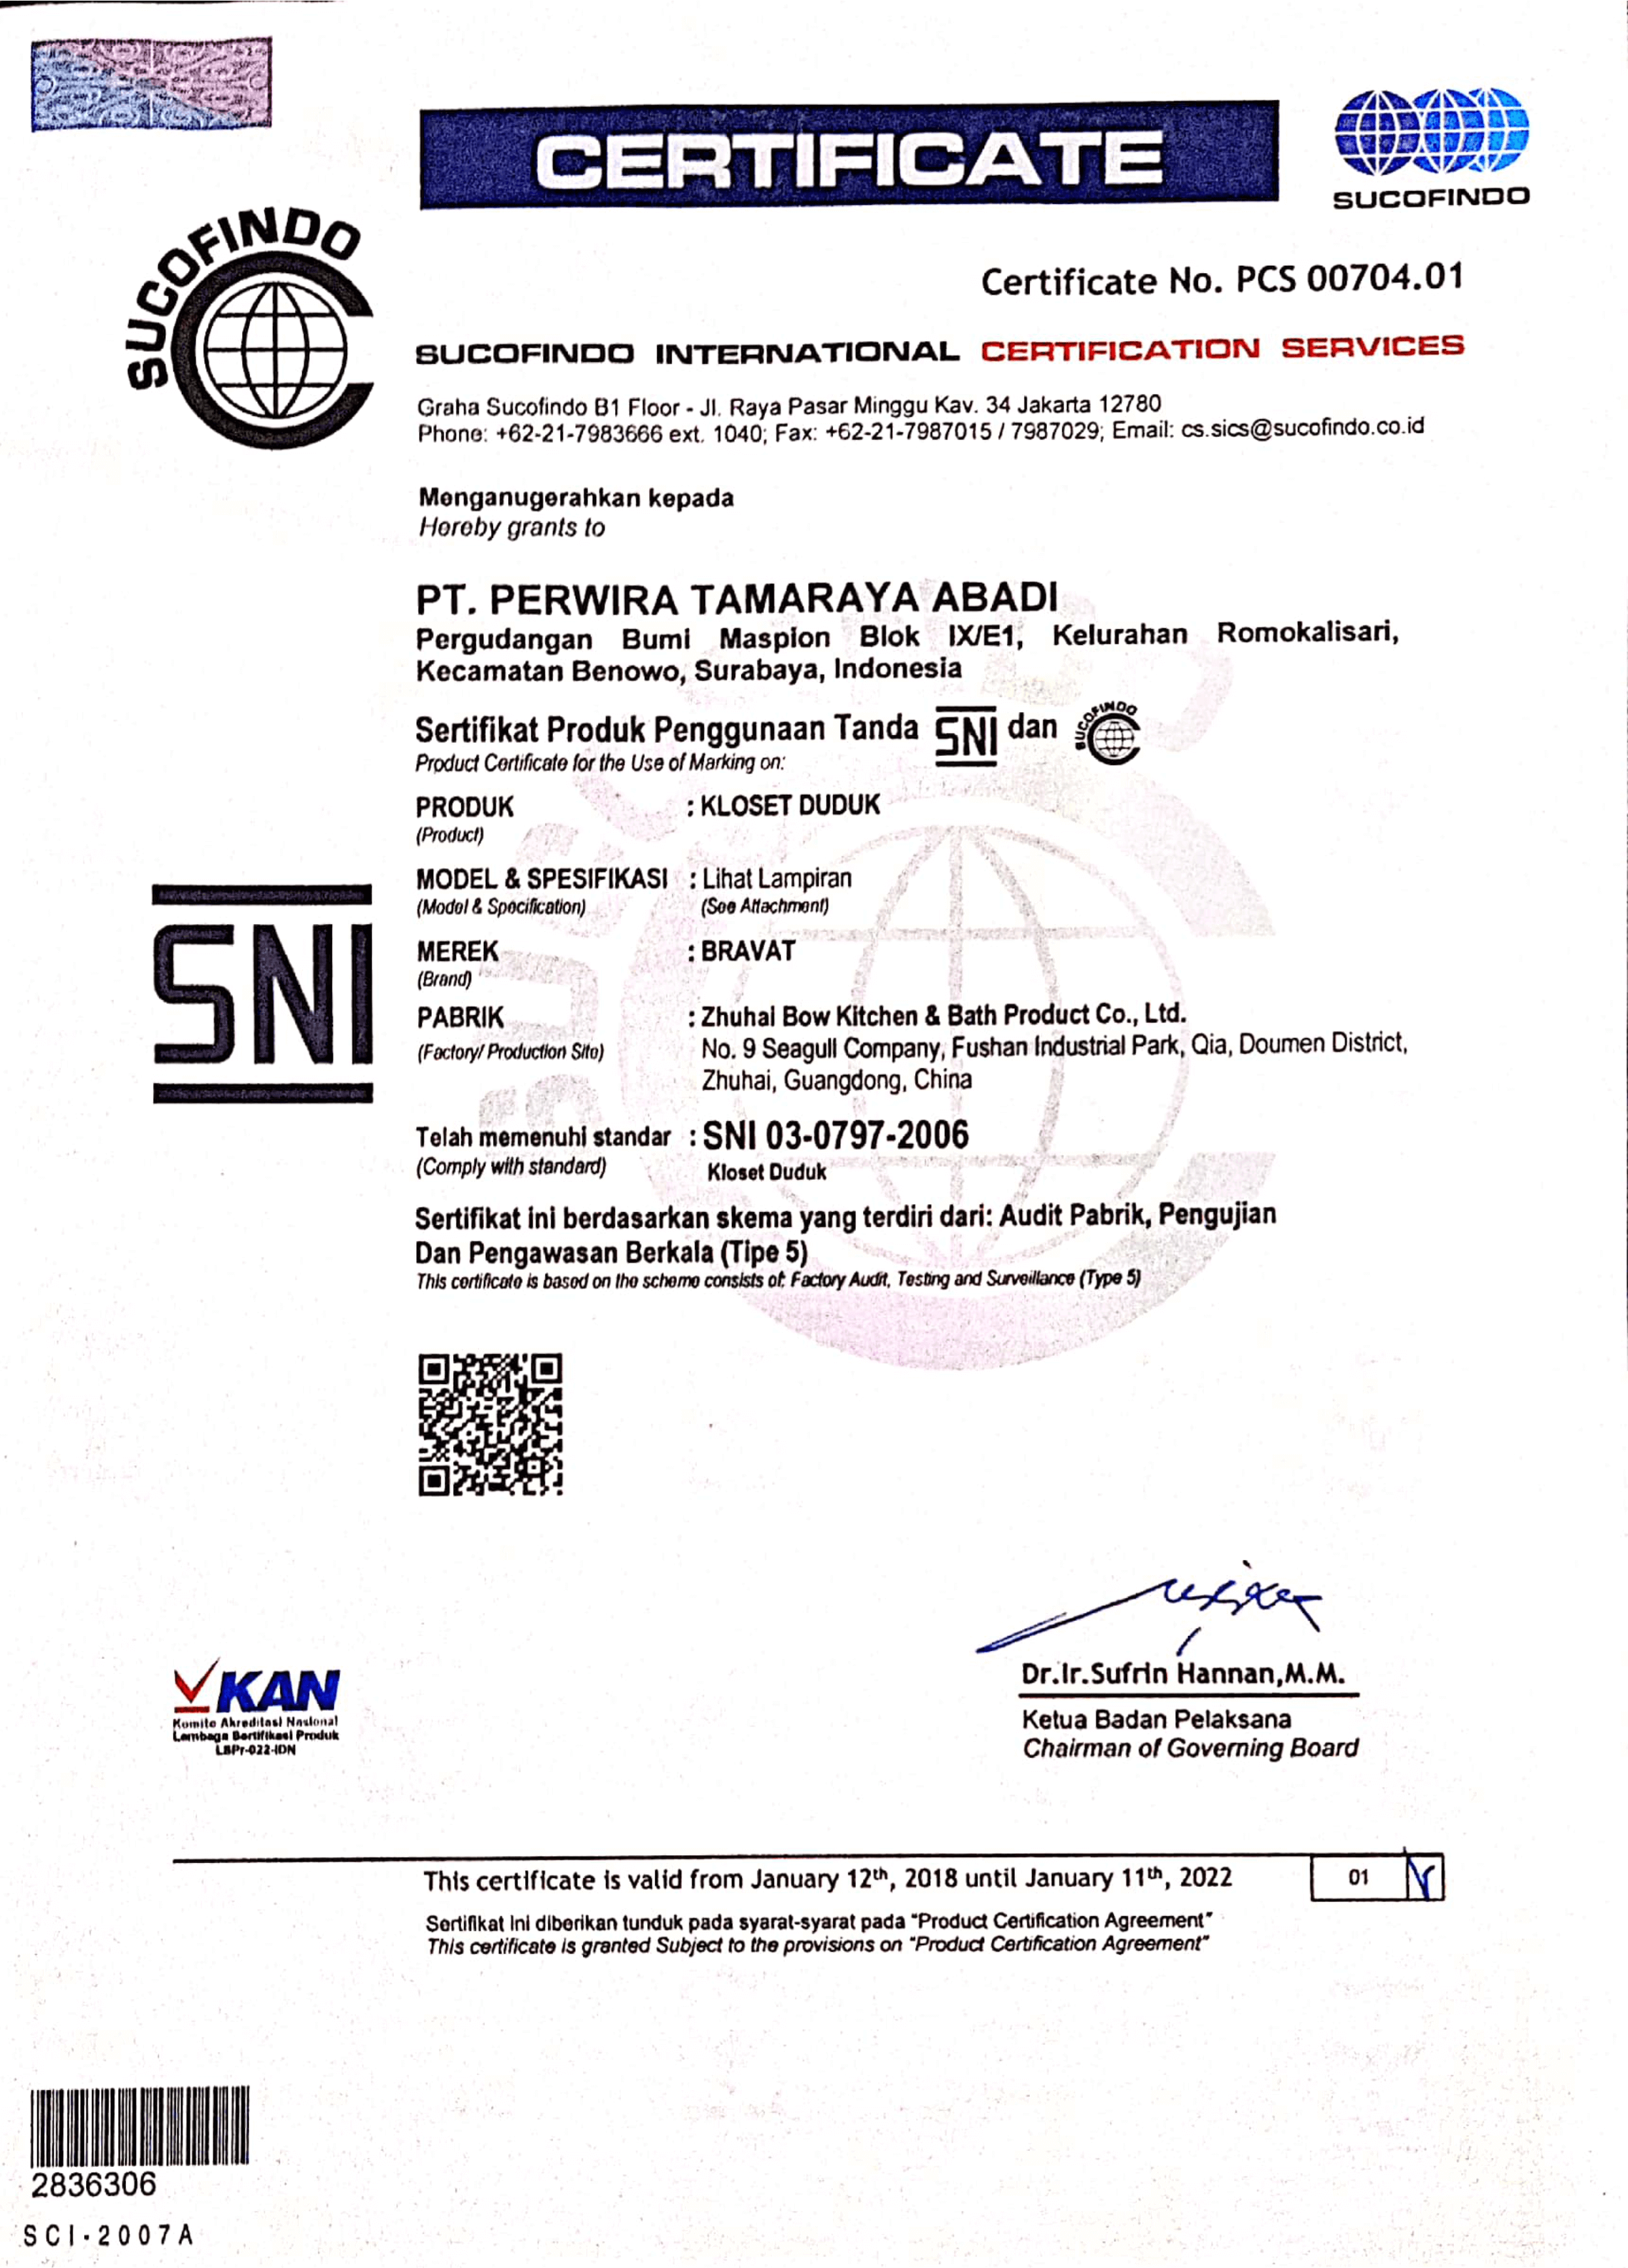 CERTIFICATE
SUCOFINDO
SUCOFINDO
Certificate No. PCS 00704.01
SUCOFINDO INTERNATIONAL CERTIFICATION SERVICES
Graha Sucofindo B1 Floor - Jl. Raya Pasar Minggu Kav. 34 Jakarta 12780
Phone: +62-21-7983666 ext. 1040; Fax: +62-21-7987015 / 7987029; Email: cs.sics@sucofindo.co.id
Menganugerahkan kepada
Hereby grants to
PT. PERWIRA TAMARAYA ABADI
Pergudangan Bumi Maspion Blok IX/E1, Kelurahan Romokalisari,
Kecamatan Benowo, Surabaya, Indonesia
Sertifikat Produk Penggunaan Tanda SNI dan SUCOFINDO
Product Certificate for the Use of Marking on:
PRODUK : KLOSET DUDUK
(Product)
MODEL & SPESIFIKASI : Lihat Lampiran
(Model & Specification) (See Attachment)
MEREK : BRAVAT
(Brand)
SNI
PABRIK : Zhuhai Bow Kitchen & Bath Product Co., Ltd.
(Factory/ Production Site) No. 9 Seagull Company, Fushan Industrial Park, Qia, Doumen District,
Zhuhai, Guangdong, China
Telah memenuhi standar : SNI 03-0797-2006
(Comply with standard) Kloset Duduk
Sertifikat ini berdasarkan skema yang terdiri dari: Audit Pabrik, Pengujian
Dan Pengawasan Berkala (Tipe 5)
This certificate is based on the scheme consists of: Factory Audit, Testing and Surveillance (Type 5)
KAN
Komite Akreditasi Nasional
Lembaga Sertifikasi Produk
LSPr-022-IDN
Dr.Ir.Sufrin Hannan,M.M.
Ketua Badan Pelaksana
Chairman of Governing Board
This certificate is valid from January 12th, 2018 until January 11th, 2022
01
Sertifikat ini diberikan tunduk pada syarat-syarat pada "Product Certification Agreement"
This certificate is granted Subject to the provisions on "Product Certification Agreement"
2836306
SCI-2007A